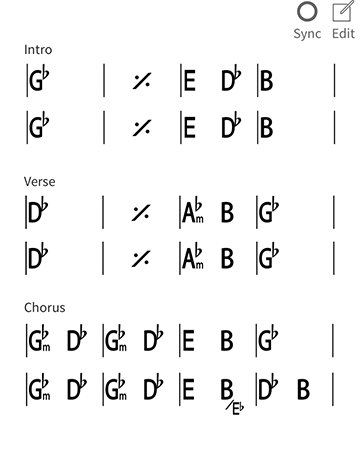 Sync Edit
Intro
|G♭ | 𝄎 |E D♭ |B |
|G♭ | 𝄎 |E D♭ |B |
Verse
|D♭ | 𝄎 |A♭m B |G♭ |
|D♭ | 𝄎 |A♭m B |G♭ |
Chorus
|G♭m D♭ |G♭m D♭ |E B |G♭ |
|G♭m D♭ |G♭m D♭ |E B/E♭ |D♭ B |